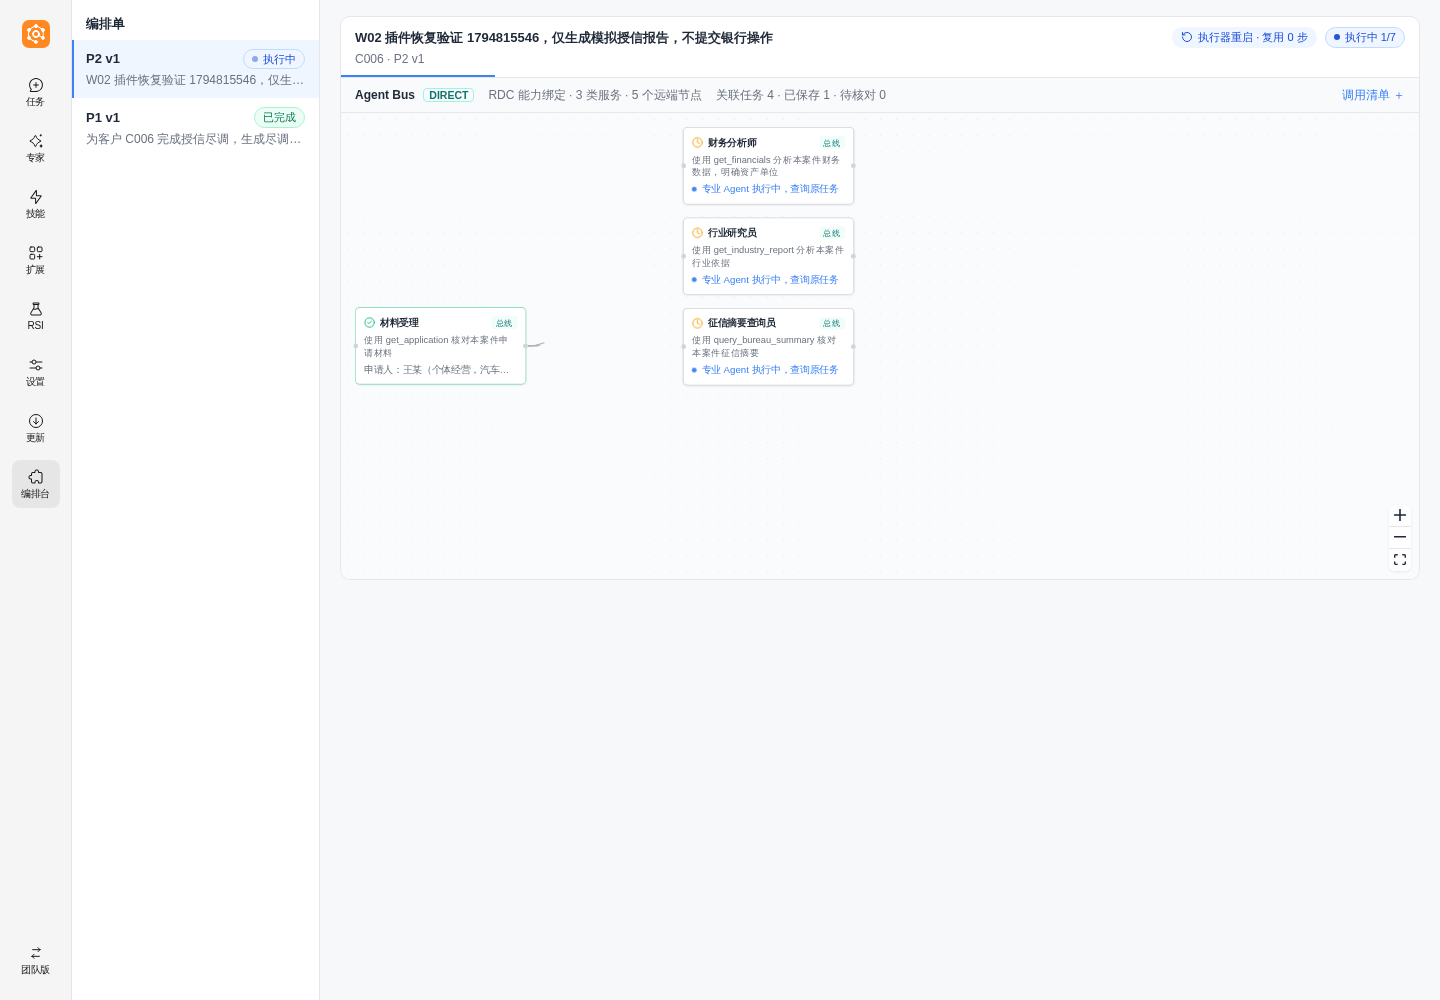 编排单
P2 v1
执行中
W02 插件恢复验证 1794815546，仅生…
P1 v1
已完成
为客户 C006 完成授信尽调，生成尽调…
任务
专家
技能
扩展
RSI
设置
更新
编排台
团队版
W02 插件恢复验证 1794815546，仅生成模拟授信报告，不提交银行操作
C006 · P2 v1
执行器重启 · 复用 0 步
执行中 1/7
Agent Bus DIRECT RDC 能力绑定 · 3 类服务 · 5 个远端节点 关联任务 4 · 已保存 1 · 待核对 0
调用清单 +
财务分析师 总线
使用 get_financials 分析本案件财务
数据，明确资产单位
专业 Agent 执行中，查询原任务
行业研究员 总线
使用 get_industry_report 分析本案件
行业依据
专业 Agent 执行中，查询原任务
材料受理 总线
使用 get_application 核对本案件申
请材料
申请人：王某（个体经营，汽车…
征信摘要查询员 总线
使用 query_bureau_summary 核对
本案件征信摘要
专业 Agent 执行中，查询原任务